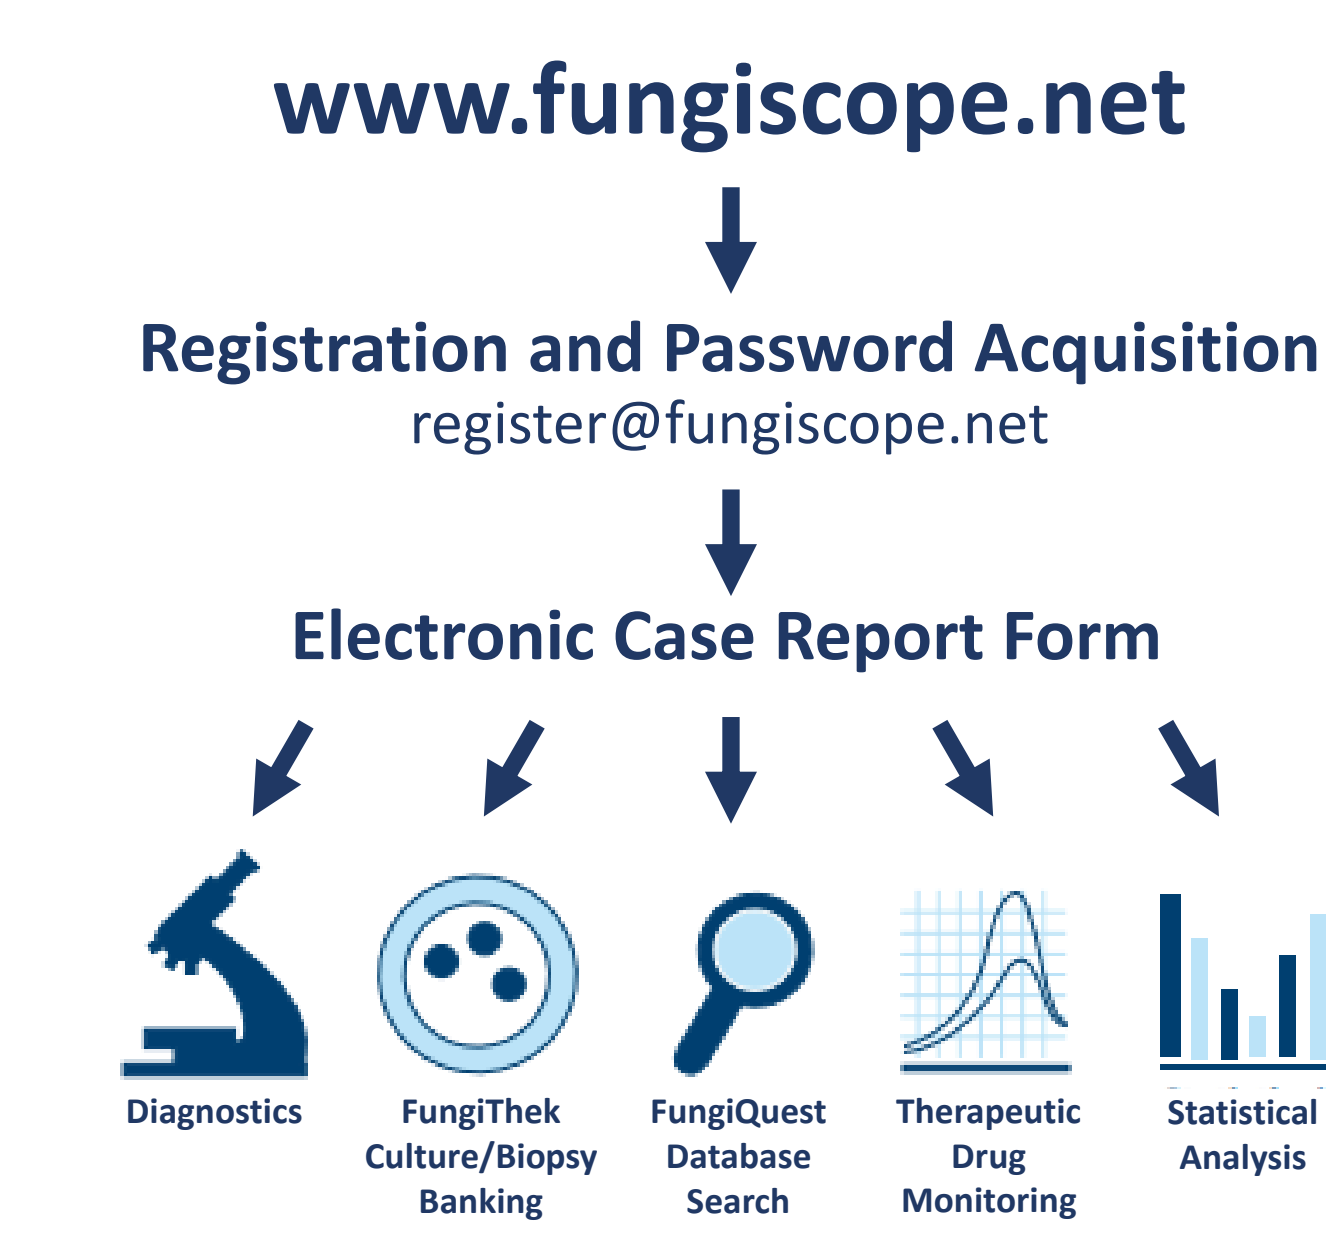 www.fungiscope.net
Registration and Password Acquisition
register@fungiscope.net
Electronic Case Report Form
Diagnostics
FungiThek
Culture/Biopsy
Banking
FungiQuest
Database
Search
Therapeutic
Drug
Monitoring
Statistical
Analysis